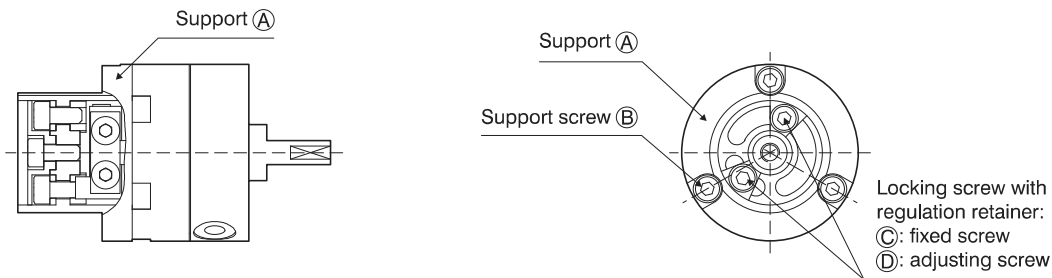 Support Ⓐ
Support Ⓐ
Support screw Ⓑ
Locking screw with
regulation retainer:
Ⓒ: fixed screw
Ⓓ: adjusting screw